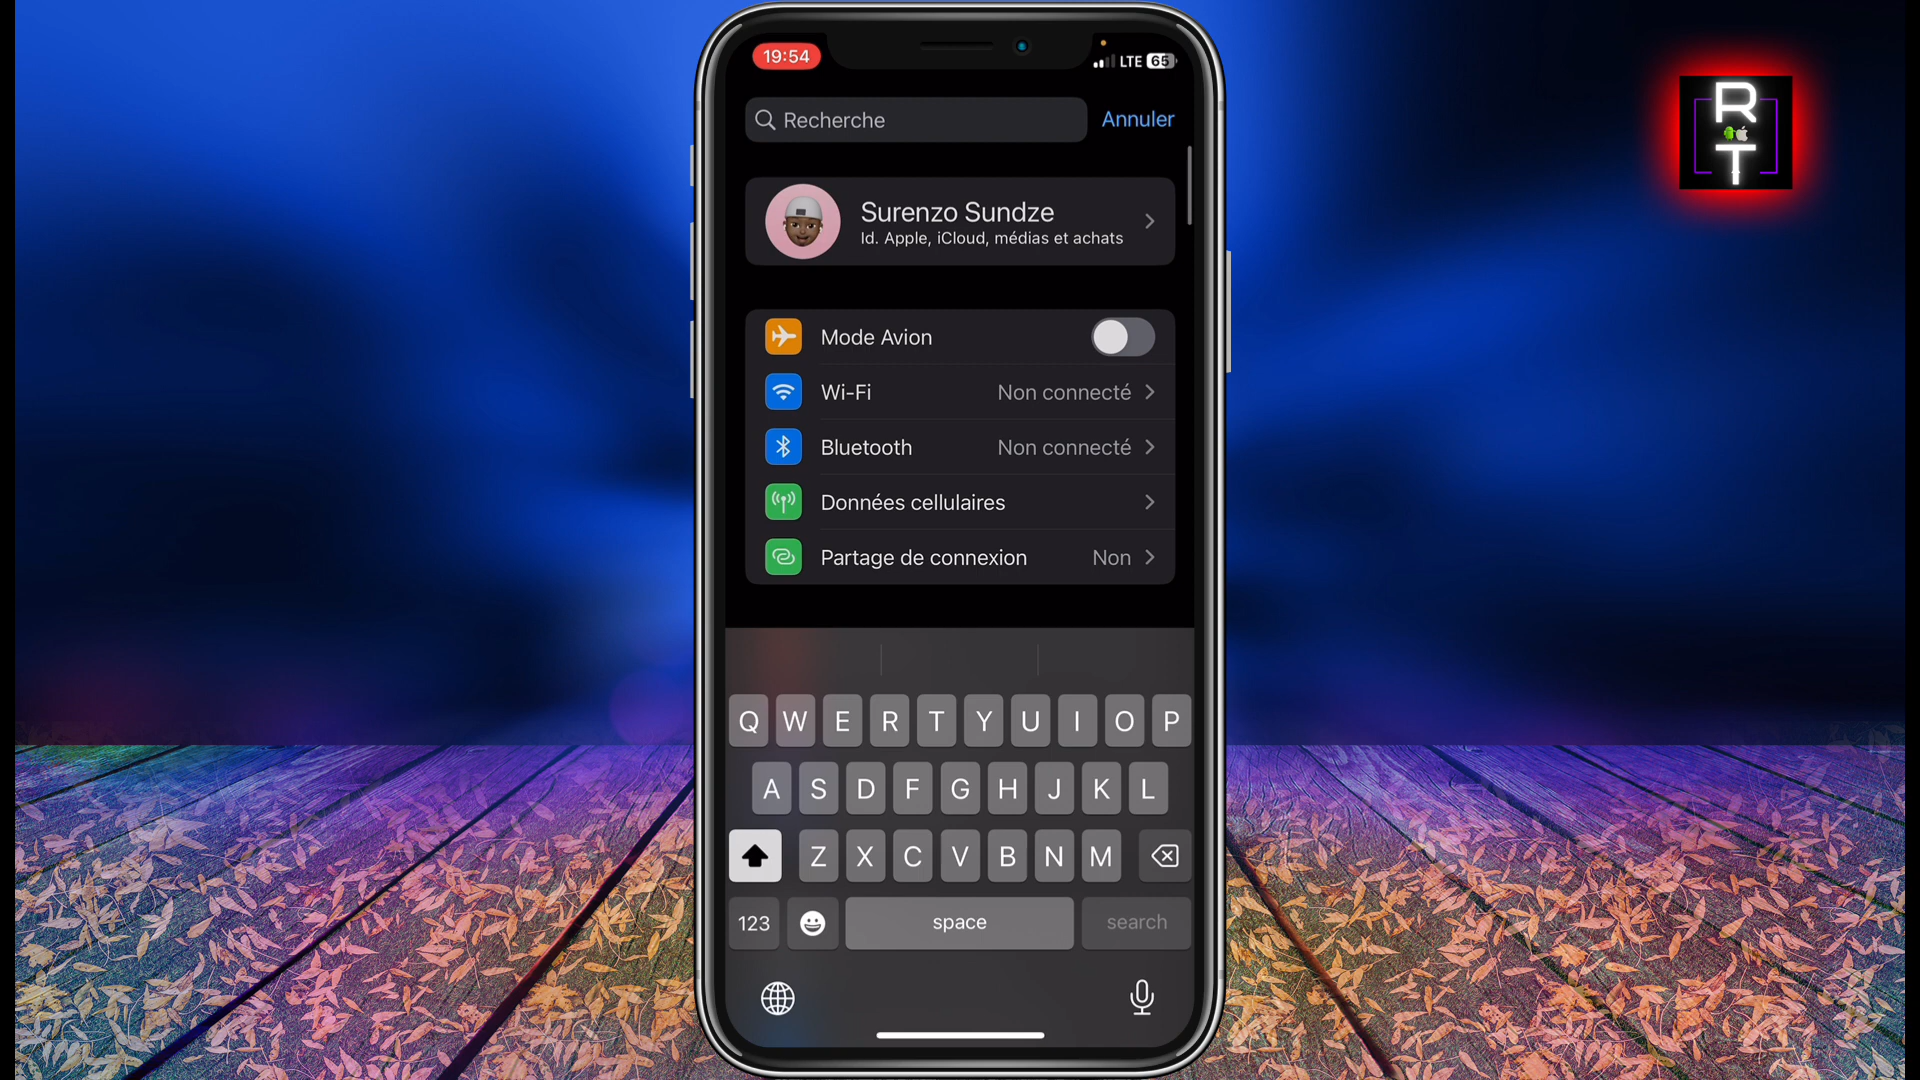 19:54
LTE 65
Recherche
Annuler
Surenzo Sundze
Id. Apple, iCloud, médias et achats
Mode Avion
Wi-Fi
Non connecté
Bluetooth
Non connecté
Données cellulaires
Partage de connexion
Non
Q W E R T Y U I O P
A S D F G H J K L
Z X C V B N M
123
space
search
R
T